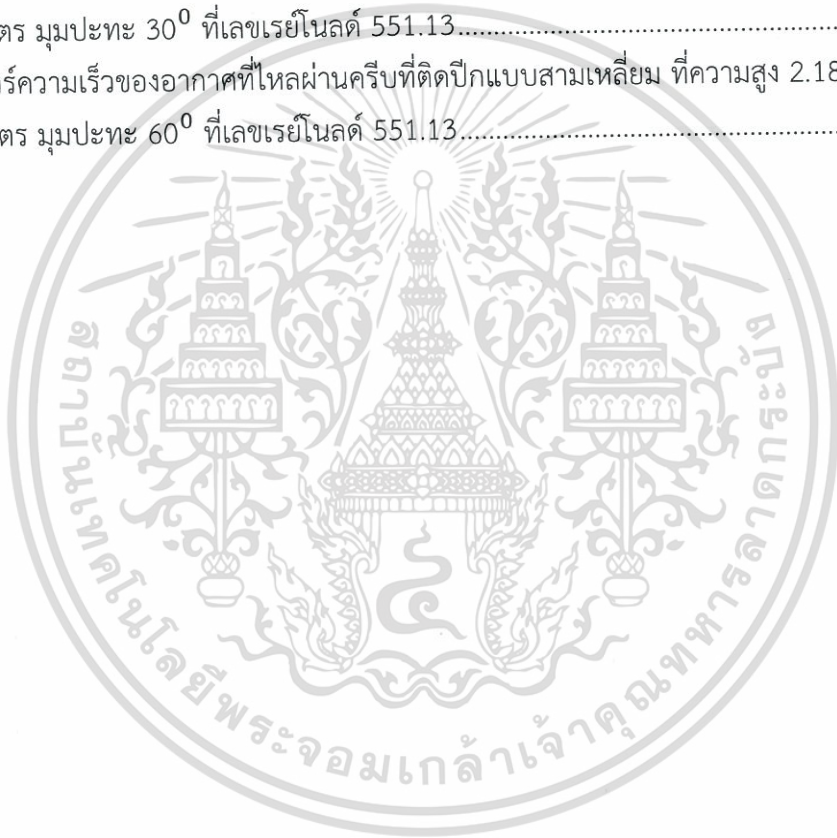 ตร มุมปะทะ 30⁰ ที่เลขเรย์โนลด์ 551.13......................................................
ร์ความเร็วของอากาศที่ไหลผ่านครีบที่ติดปีกแบบสามเหลี่ยม ที่ความสูง 2.18
ตร มุมปะทะ 60⁰ ที่เลขเรย์โนลด์ 551.13......................................................
สถาบันเทคโนโลยีพระจอมเกล้าเจ้าคุณทหารลาดกระบัง